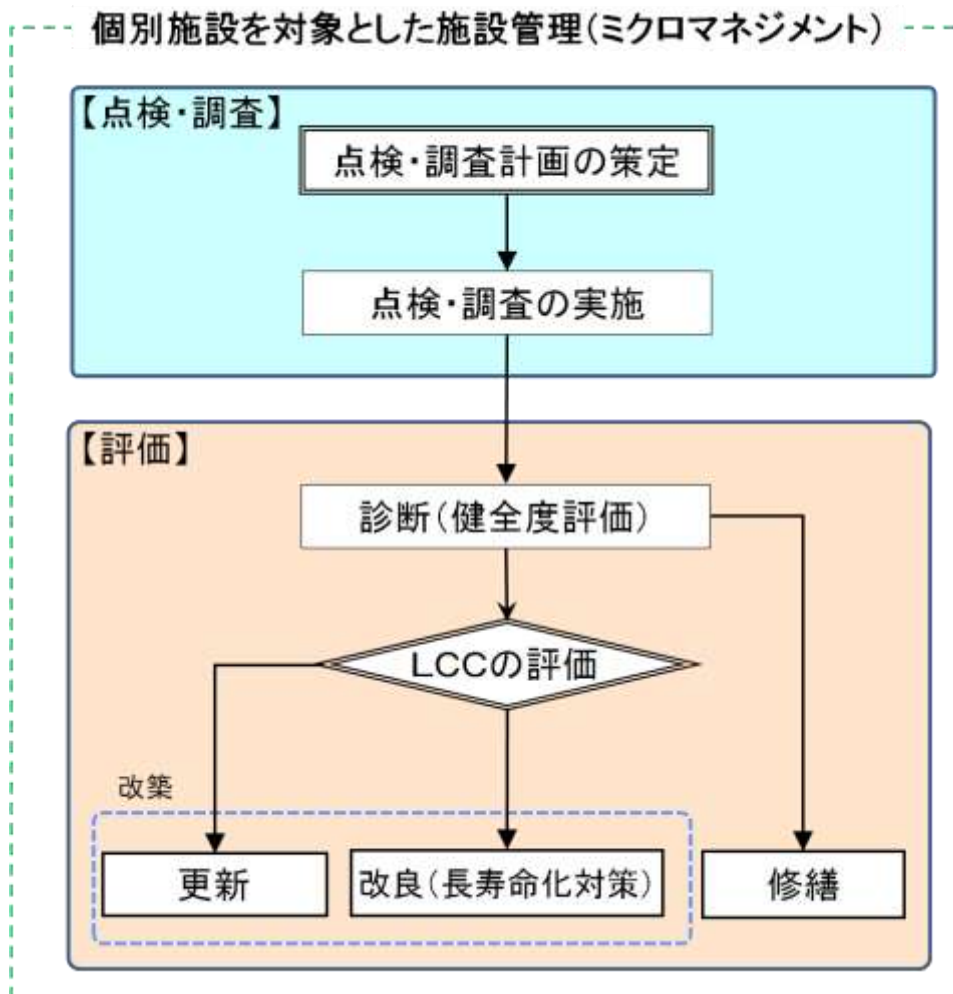 個別施設を対象とした施設管理(ミクロマネジメント)
【点検・調査】
点検・調査計画の策定
点検・調査の実施
【評価】
診断(健全度評価)
LCCの評価
改築
更新
改良(長寿命化対策)
修繕